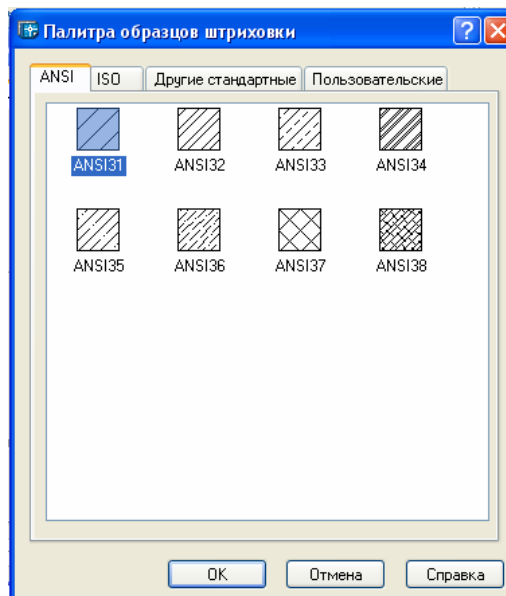 Палитра образцов штриховки
ANSI ISO Другие стандартные Пользовательские
ANSI31 ANSI32 ANSI33 ANSI34
ANSI35 ANSI36 ANSI37 ANSI38
OK Отмена Справка